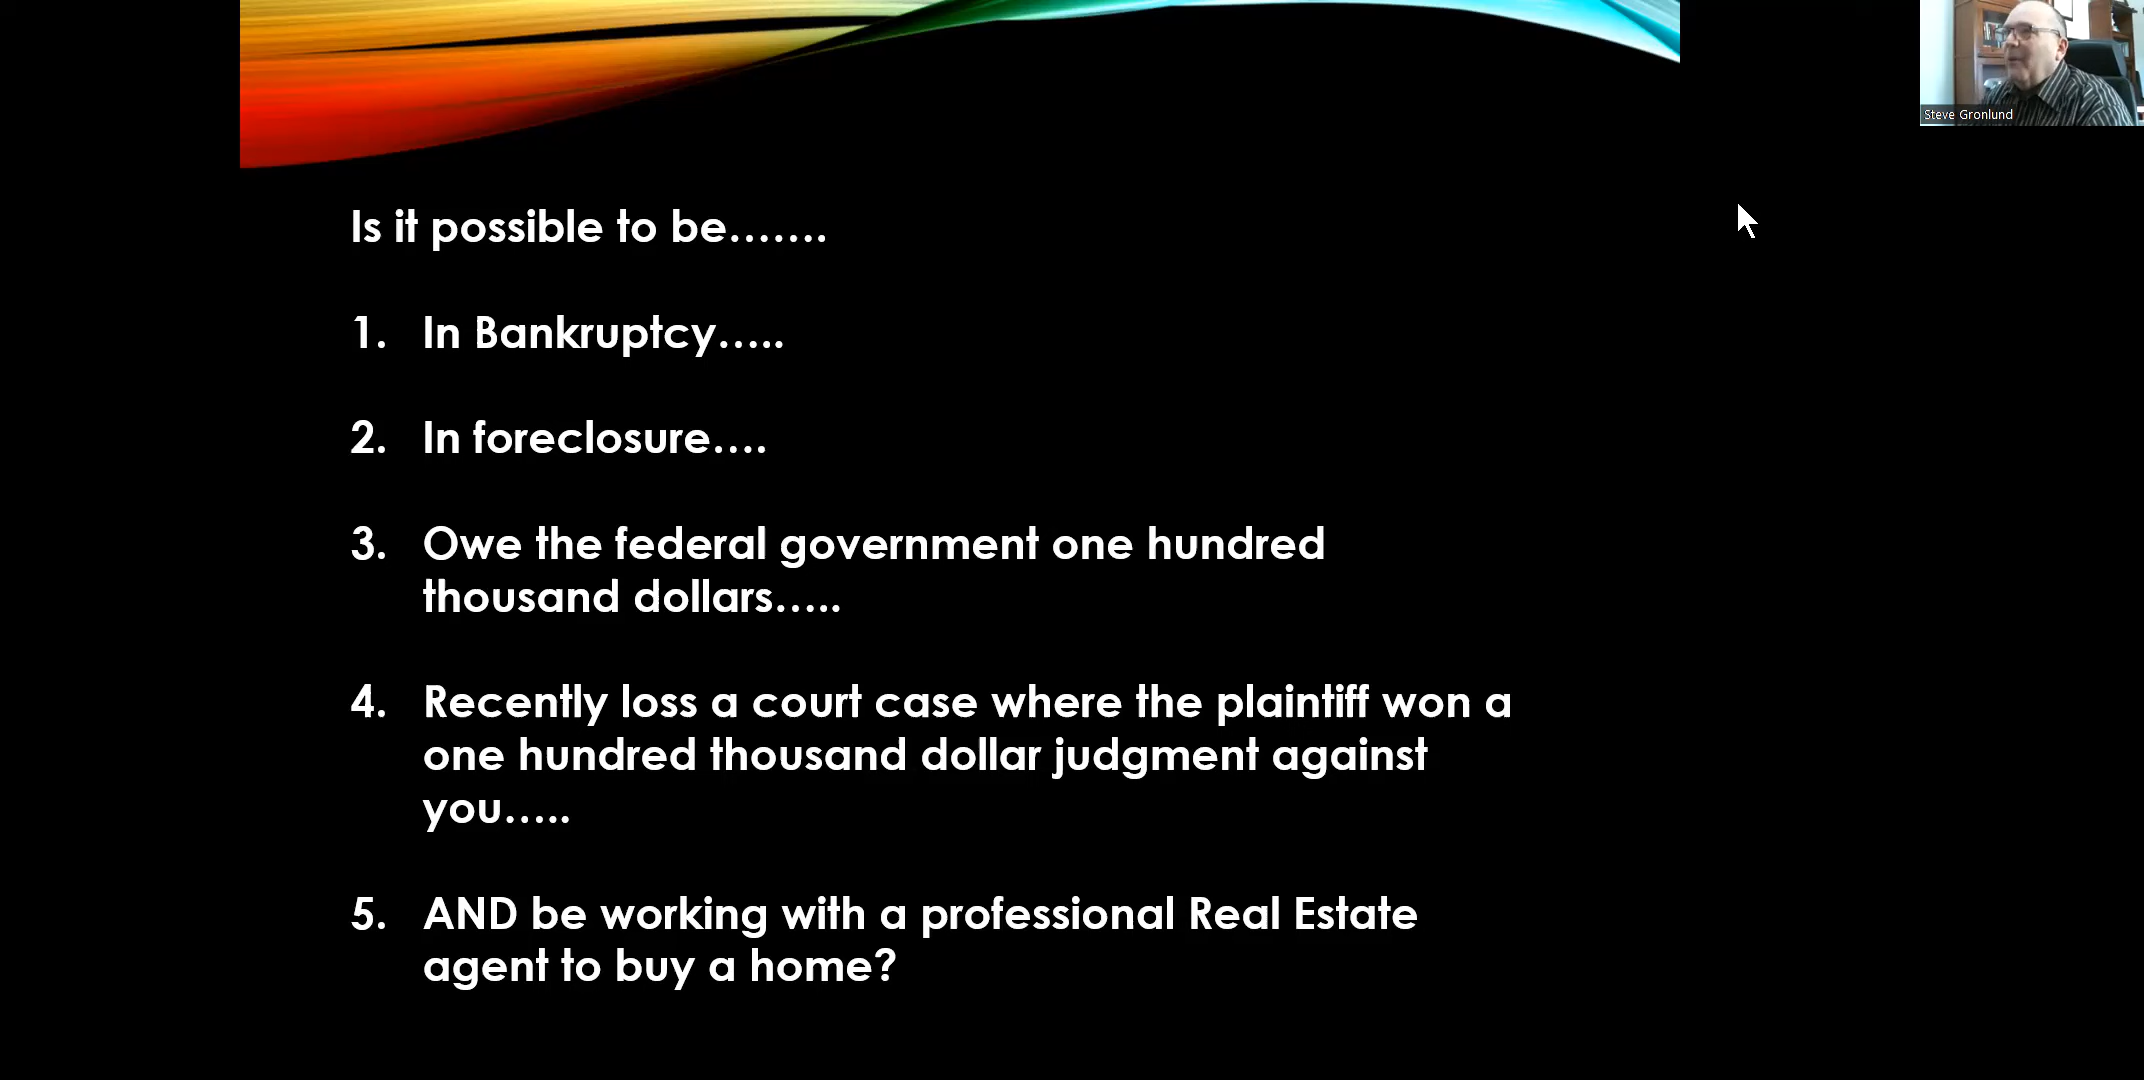 Steve Gronlund
Is it possible to be.......
1. In Bankruptcy.....
2. In foreclosure....
3. Owe the federal government one hundred
thousand dollars.....
4. Recently loss a court case where the plaintiff won a
one hundred thousand dollar judgment against
you.....
5. AND be working with a professional Real Estate
agent to buy a home?